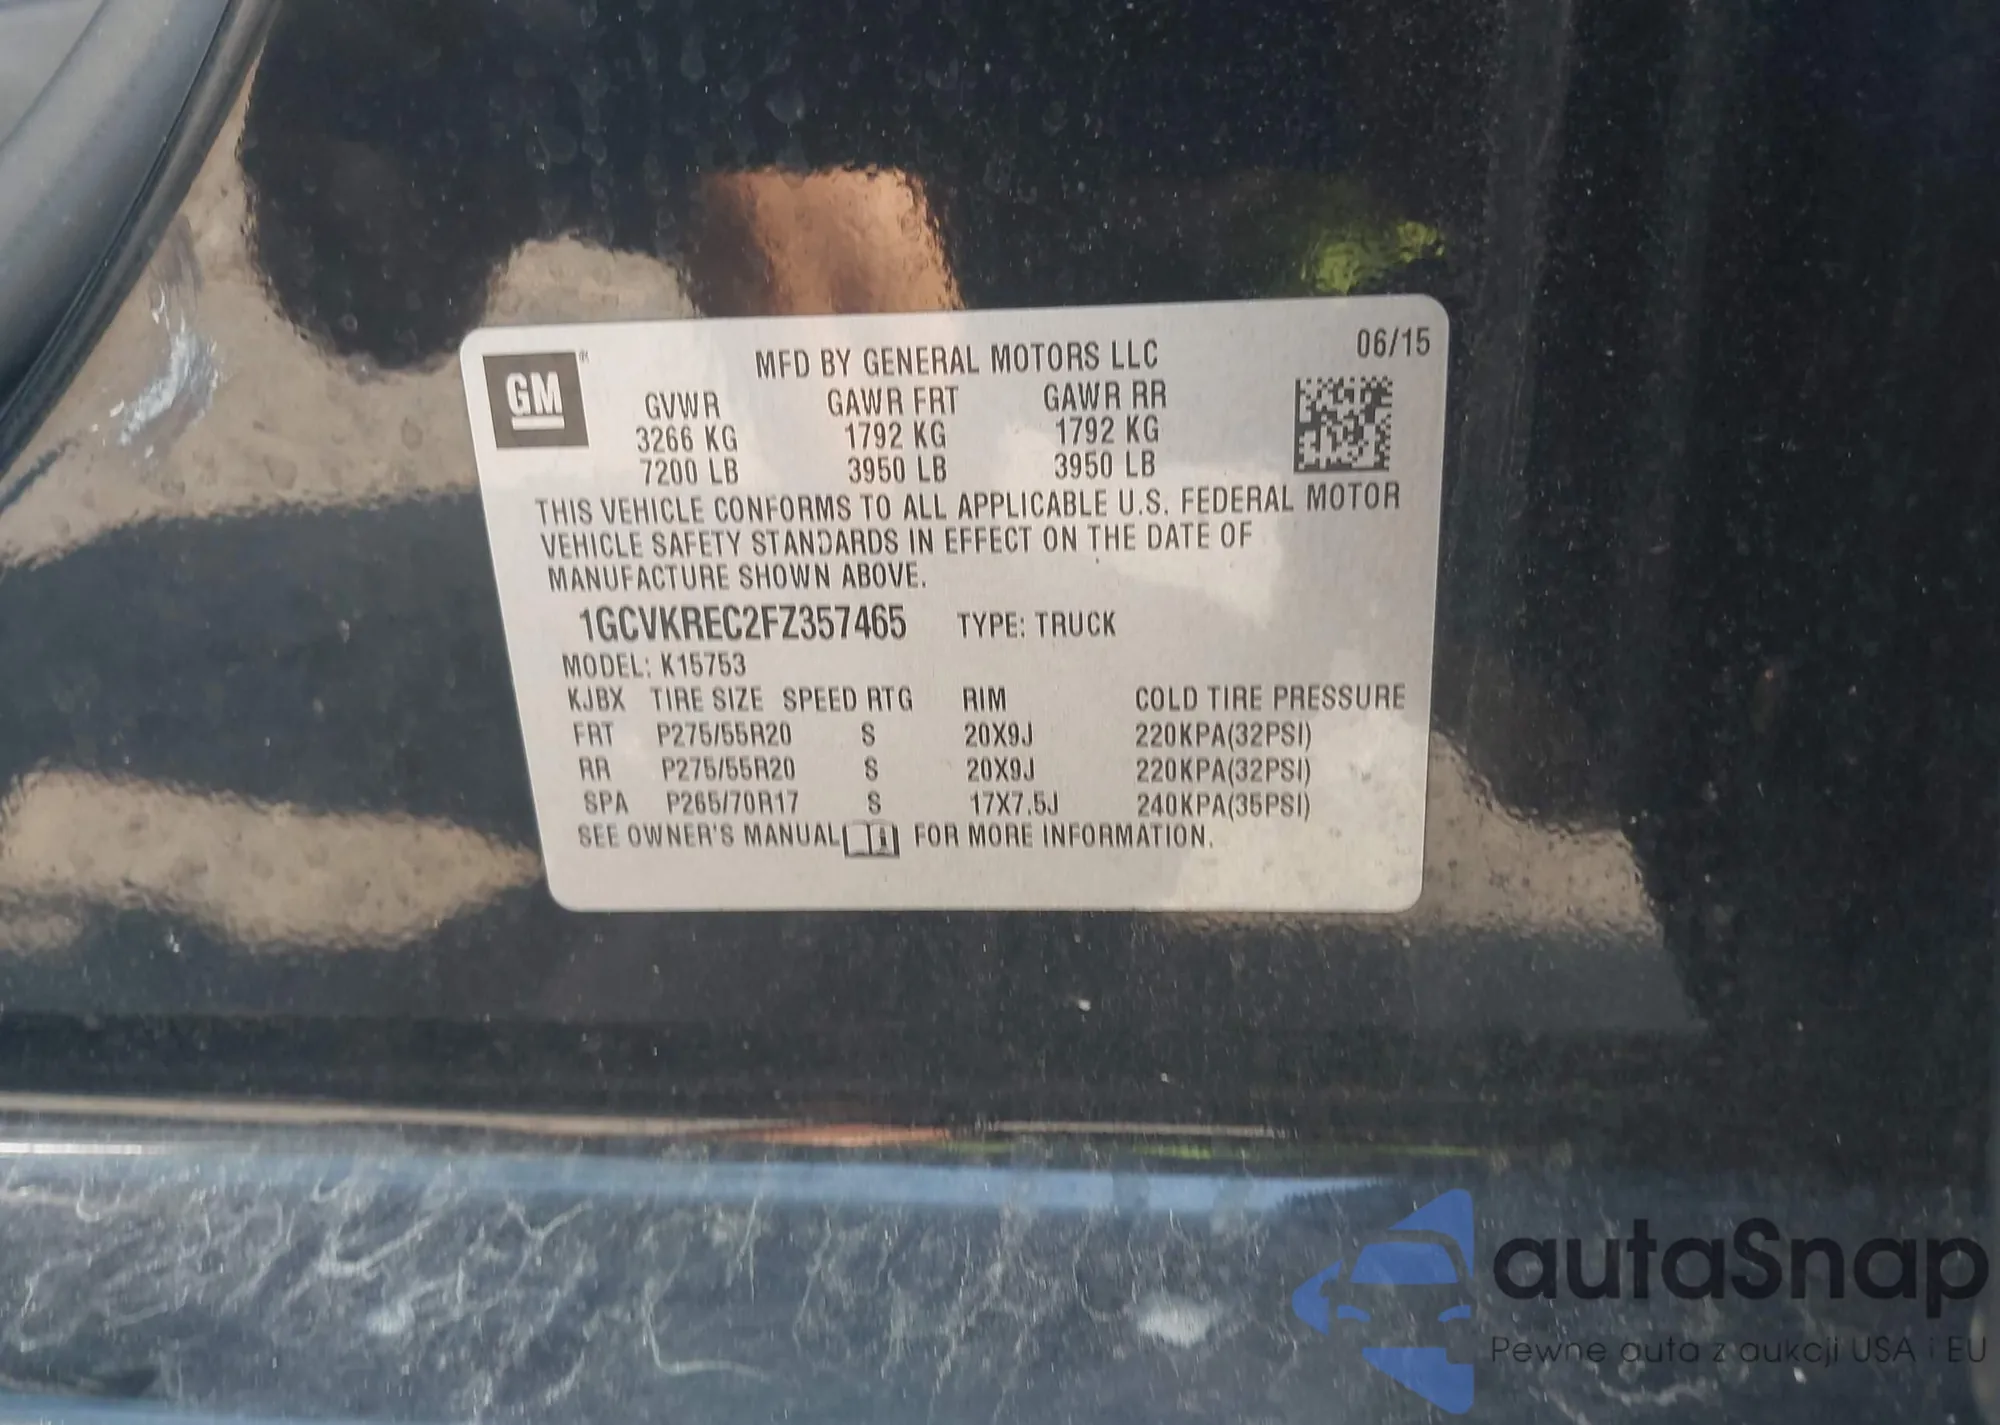 GM
MFD BY GENERAL MOTORS LLC 06/15
GVWR GAWR FRT GAWR RR
3266 KG 1792 KG 1792 KG
7200 LB 3950 LB 3950 LB
THIS VEHICLE CONFORMS TO ALL APPLICABLE U.S. FEDERAL MOTOR
VEHICLE SAFETY STANDARDS IN EFFECT ON THE DATE OF
MANUFACTURE SHOWN ABOVE.
1GCVKREC2FZ357465 TYPE: TRUCK
MODEL: K15753
KJBX TIRE SIZE SPEED RTG RIM COLD TIRE PRESSURE
FRT P275/55R20 S 20X9J 220KPA(32PSI)
RR P275/55R20 S 20X9J 220KPA(32PSI)
SPA P265/70R17 S 17X7.5J 240KPA(35PSI)
SEE OWNER'S MANUAL FOR MORE INFORMATION.
autaSnap
Pewne auta z aukcji USA i EU